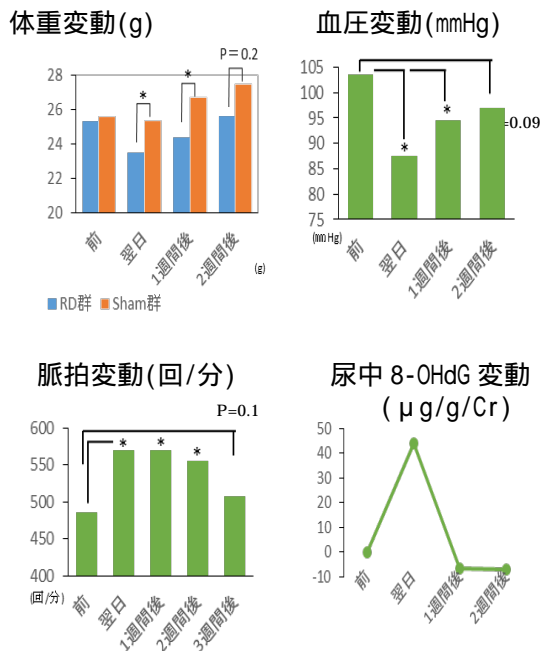 体重変動(g)
P＝0.2
28
26
24
22
20
*
*
前
翌日
1週間後
2週間後
(g)
RD群
Sham群
血圧変動(mmHg)
105
100
95
90
85
80
75
(mmHg)
*
*
=0.09
前
翌日
1週間後
2週間後
脈拍変動(回/分)
P=0.1
600
550
500
450
400
(回/分)
*
*
*
前
翌日
1週間後
2週間後
3週間後
尿中 8-OHdG 変動
(μg/g/Cr)
50
40
30
20
10
0
-10
前
翌日
1週間後
2週間後